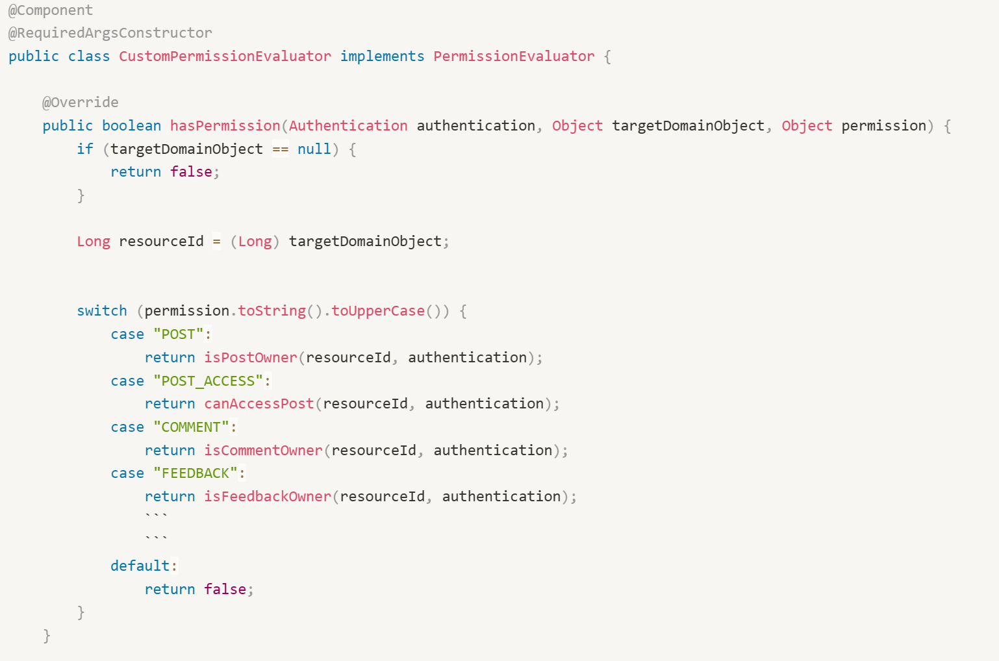 @Component
@RequiredArgsConstructor
public class CustomPermissionEvaluator implements PermissionEvaluator {
@Override
public boolean hasPermission(Authentication authentication, Object targetDomainObject, Object permission) {
if (targetDomainObject == null) {
return false;
}
Long resourceId = (Long) targetDomainObject;
switch (permission.toString().toUpperCase()) {
case "POST":
return isPostOwner(resourceId, authentication);
case "POST_ACCESS":
return canAccessPost(resourceId, authentication);
case "COMMENT":
return isCommentOwner(resourceId, authentication);
case "FEEDBACK":
return isFeedbackOwner(resourceId, authentication);
```
```
default:
return false;
}
}